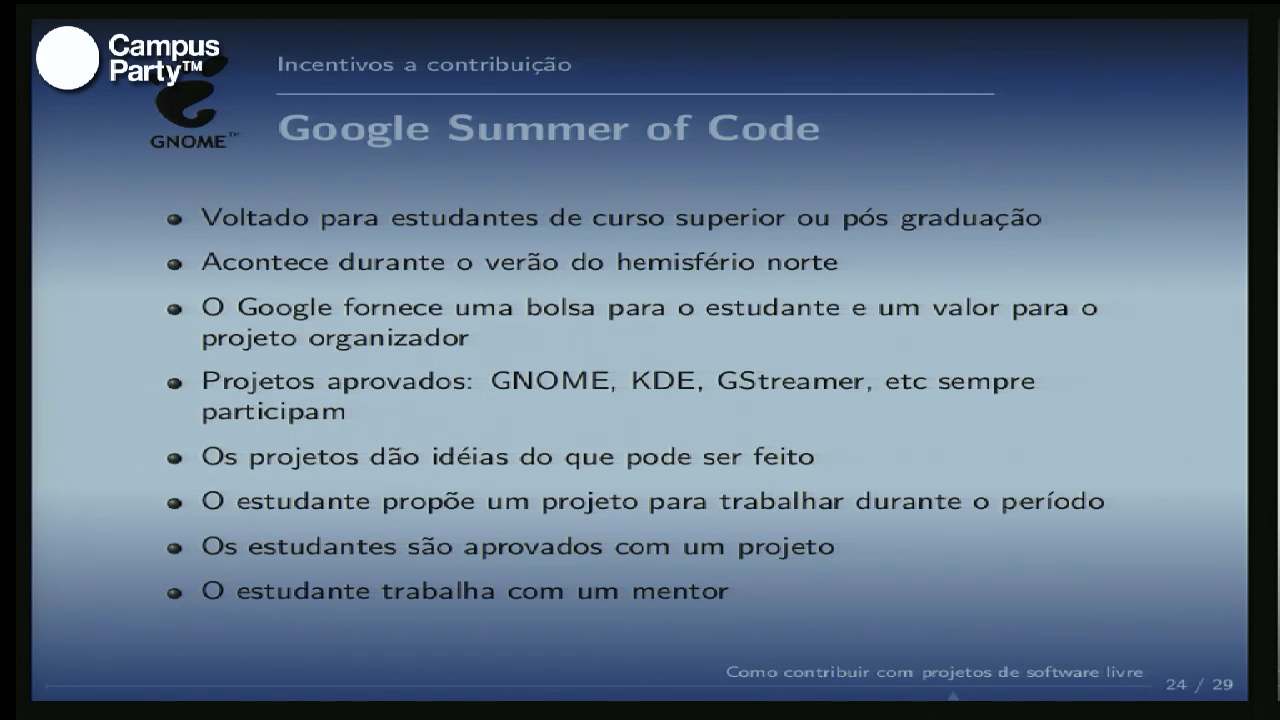 Campus
Party™
GNOME™
Incentivos a contribuição
Google Summer of Code
Voltado para estudantes de curso superior ou pós graduação
Acontece durante o verão do hemisfério norte
O Google fornece uma bolsa para o estudante e um valor para o
projeto organizador
Projetos aprovados: GNOME, KDE, GStreamer, etc sempre
participam
Os projetos dão idéias do que pode ser feito
O estudante propõe um projeto para trabalhar durante o período
Os estudantes são aprovados com um projeto
O estudante trabalha com um mentor
Como contribuir com projetos de software livre
24 / 29